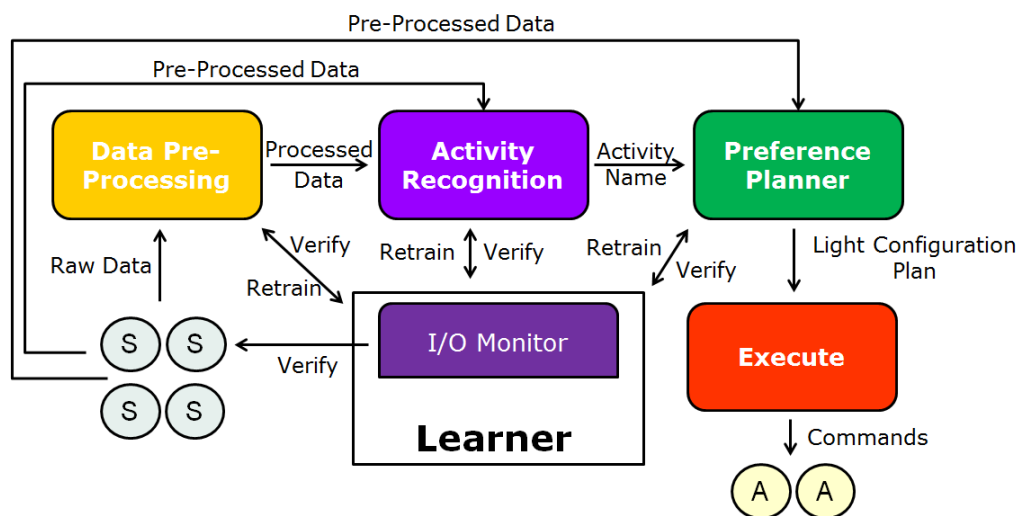 Pre-Processed Data
Pre-Processed Data
Data Pre-
Processing
Processed
Data
Activity
Recognition
Activity
Name
Preference
Planner
Raw Data
Verify
Retrain
Retrain
Verify
Retrain
Verify
Light Configuration
Plan
S
S
S
S
Verify
I/O Monitor
Learner
Execute
Commands
A
A